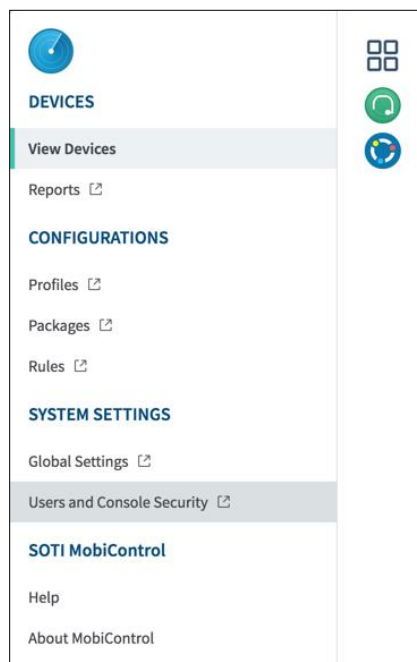 DEVICES
View Devices
Reports
CONFIGURATIONS
Profiles
Packages
Rules
SYSTEM SETTINGS
Global Settings
Users and Console Security
SOTI MobiControl
Help
About MobiControl